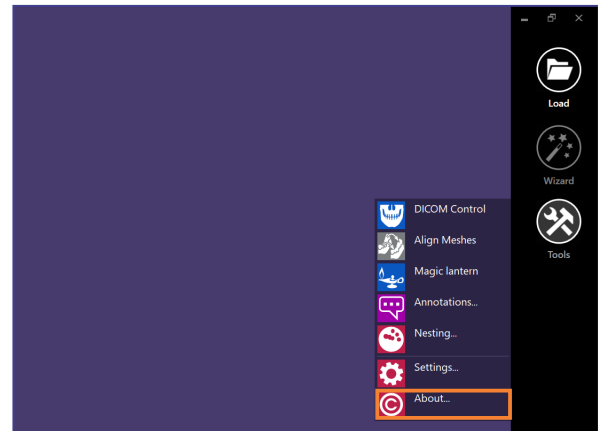 Load
Wizard
Tools
DICOM Control
Align Meshes
Magic lantern
Annotations...
Nesting...
Settings...
About...